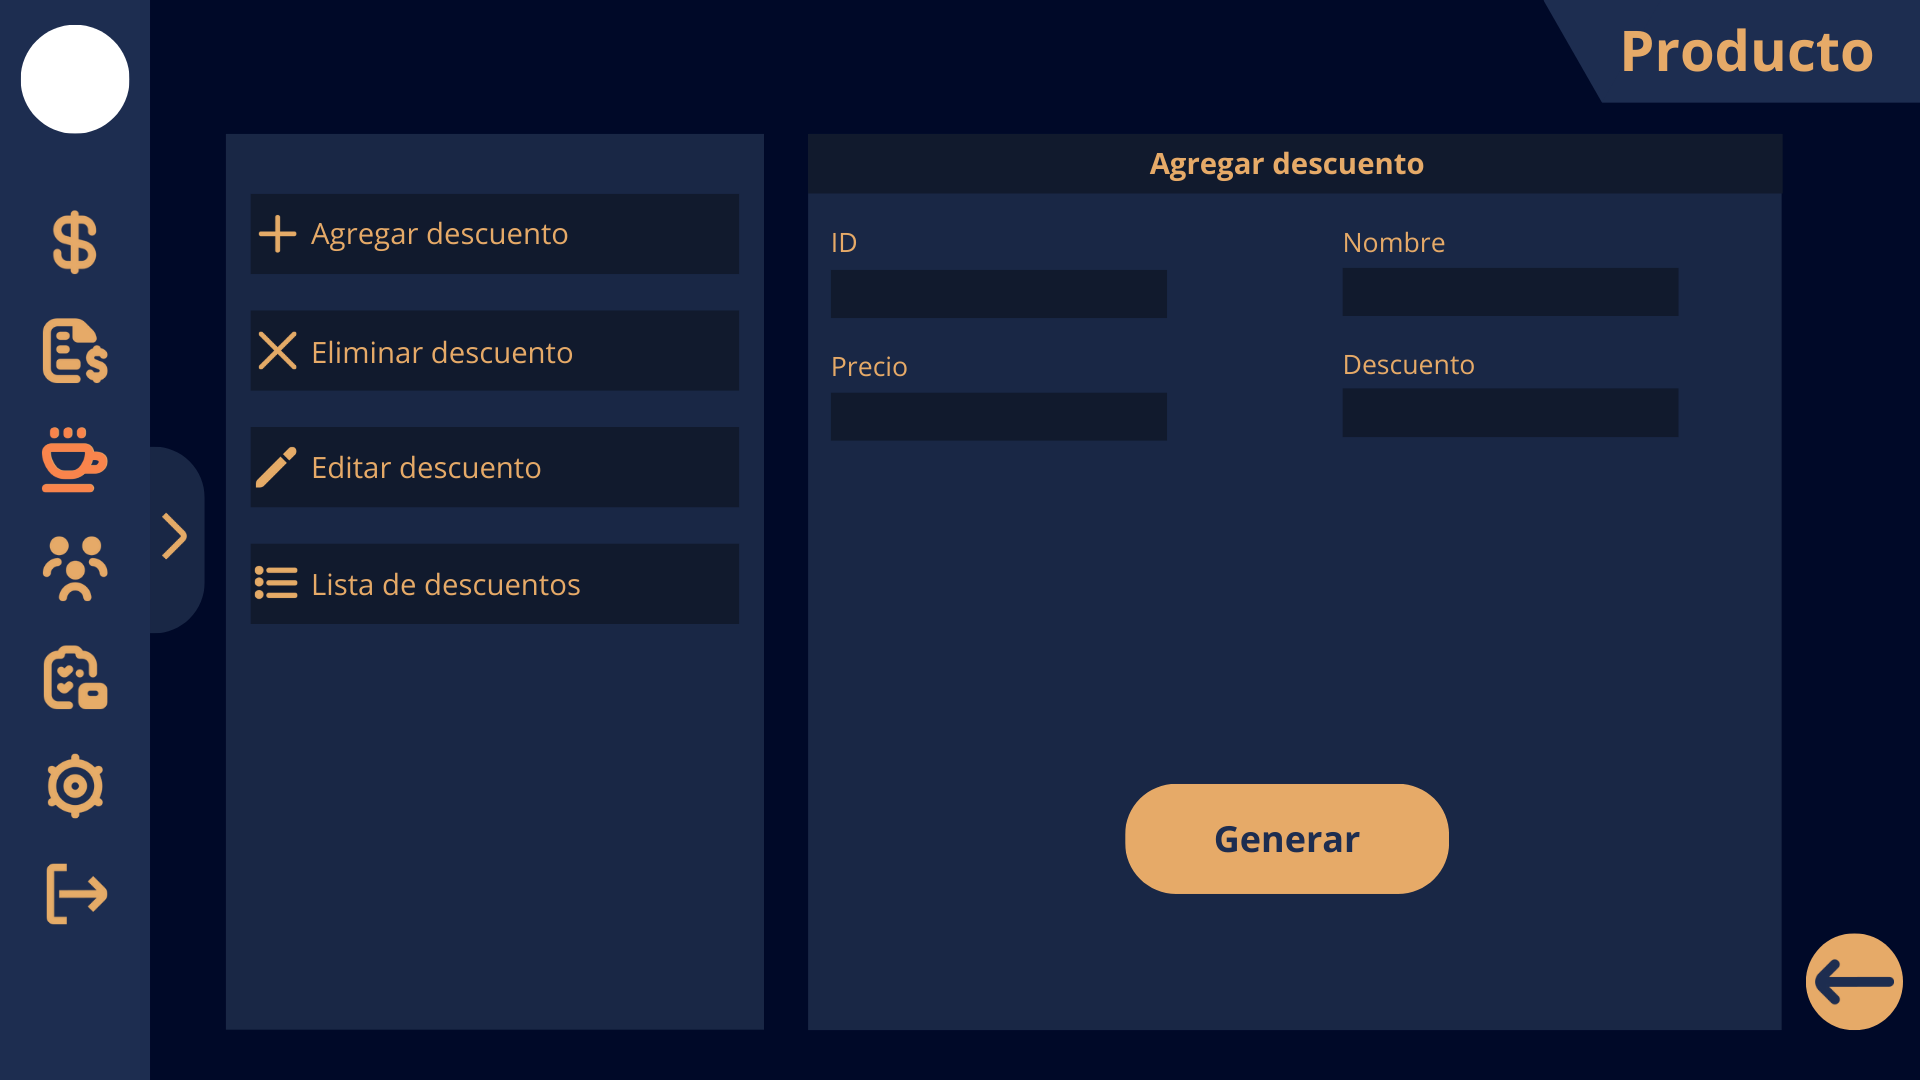 Producto
Agregar descuento
Eliminar descuento
Editar descuento
Lista de descuentos
Agregar descuento
ID
Nombre
Precio
Descuento
Generar